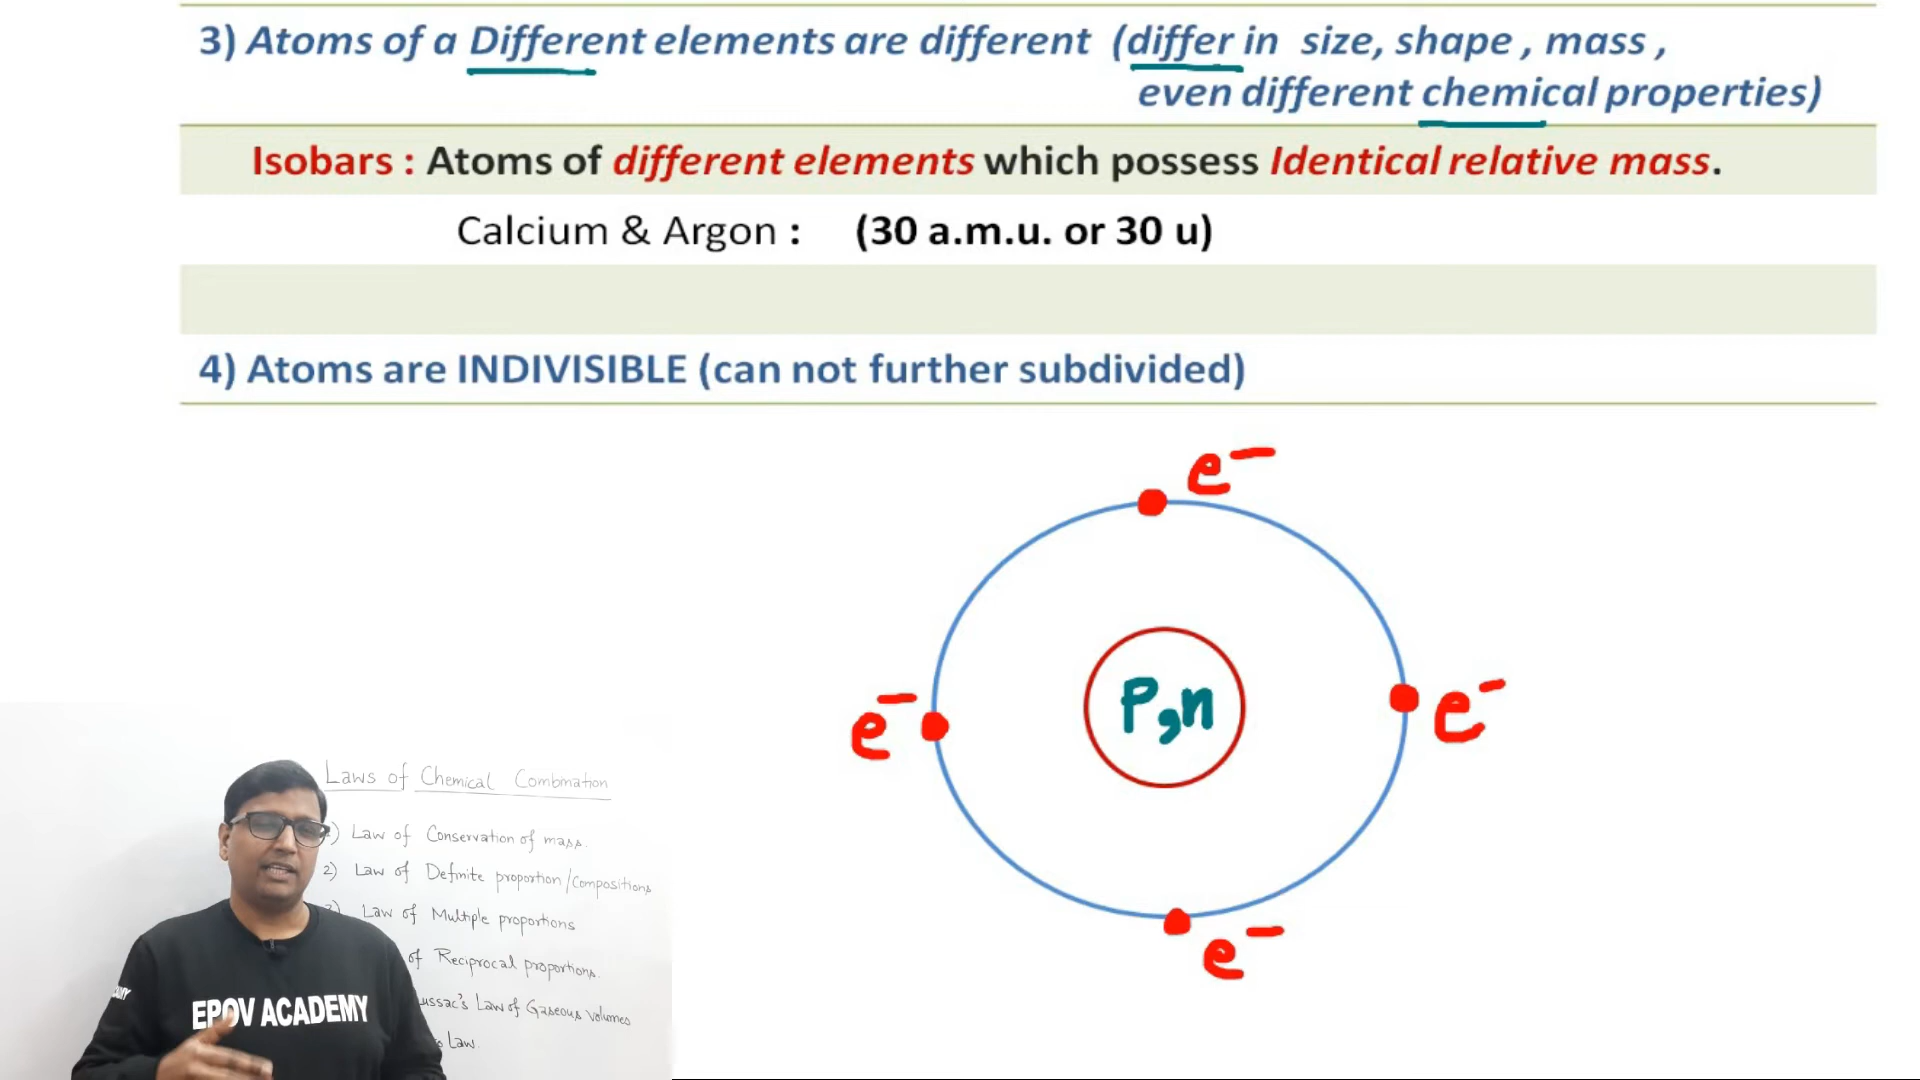 3) Atoms of a Different elements are different (differ in size, shape , mass ,
even different chemical properties)
Isobars : Atoms of different elements which possess Identical relative mass.
Calcium & Argon : (30 a.m.u. or 30 u)
4) Atoms are INDIVISIBLE (can not further subdivided)
e⁻
e⁻
P,n
e⁻
e⁻
Laws of Chemical Combination
) Law of Conservation of mass.
2) Law of Definite proportion/Compositions
3) Law of Multiple proportions
of Reciprocal proportions.
ussac's Law of Gaseous Volumes
o Law.
EPOV ACADEMY